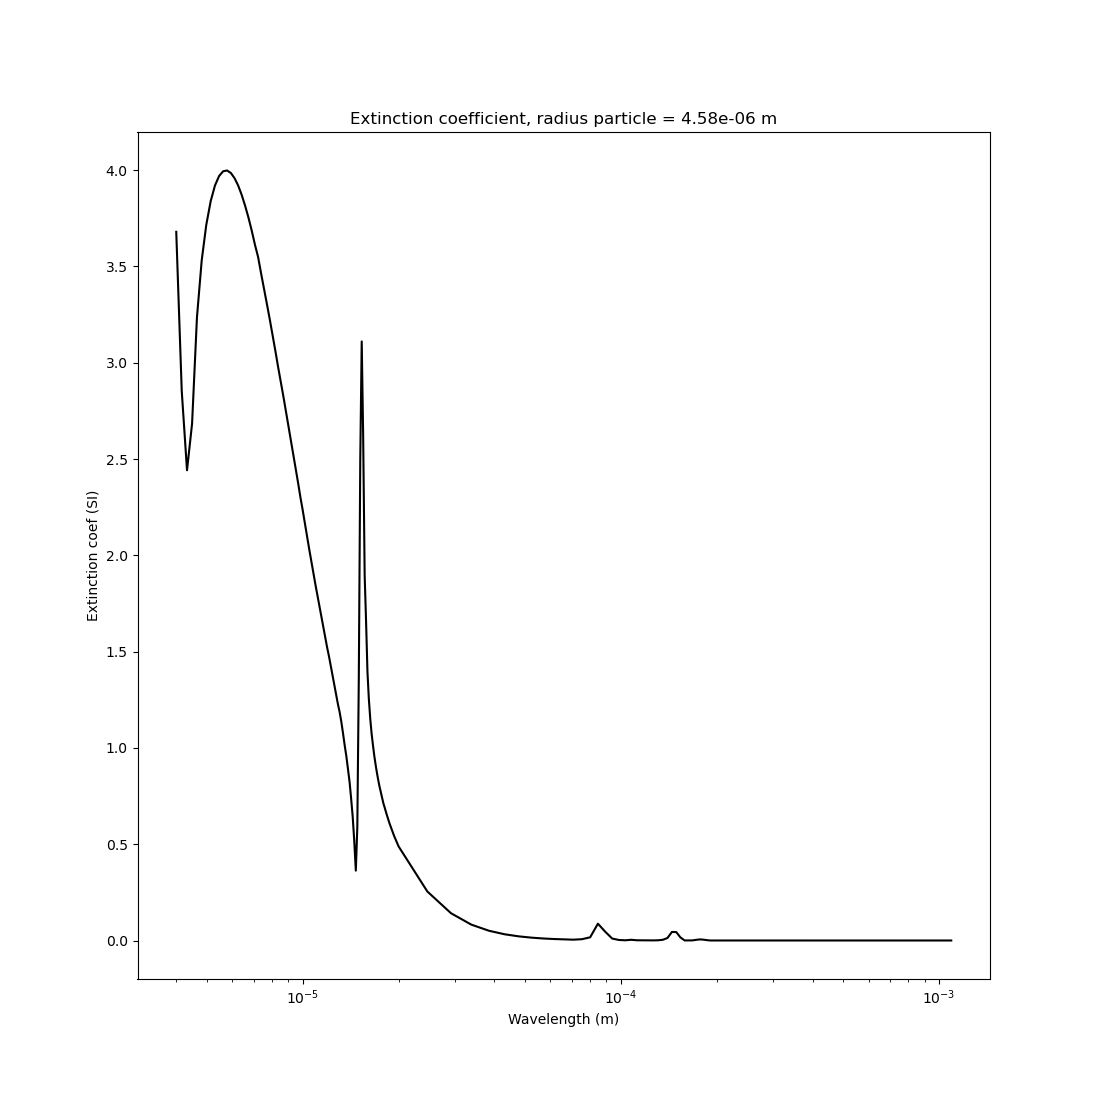 Extinction coefficient, radius particle = 4.58e-06 m
4.0
3.5
3.0
2.5
2.0
1.5
1.0
0.5
0.0
Extinction coef (SI)
10⁻⁵ 10⁻⁴ 10⁻³
Wavelength (m)